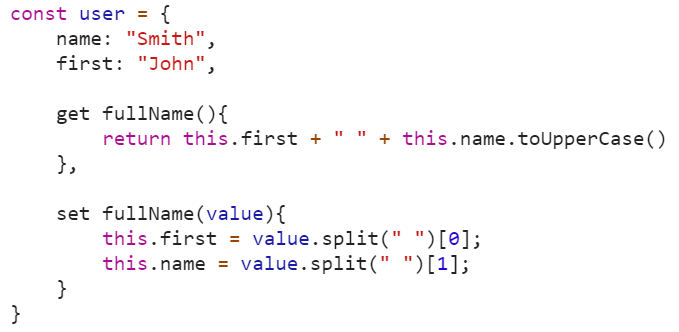 const user = {
    name: "Smith",
    first: "John",

    get fullName(){
        return this.first + " " + this.name.toUpperCase()
    },

    set fullName(value){
        this.first = value.split(" ")[0];
        this.name = value.split(" ")[1];
    }
}